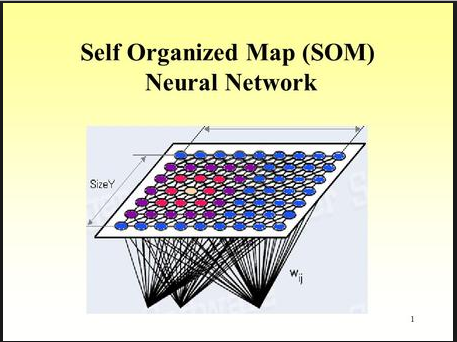 Self Organized Map (SOM)
Neural Network
SizeY
wij
1